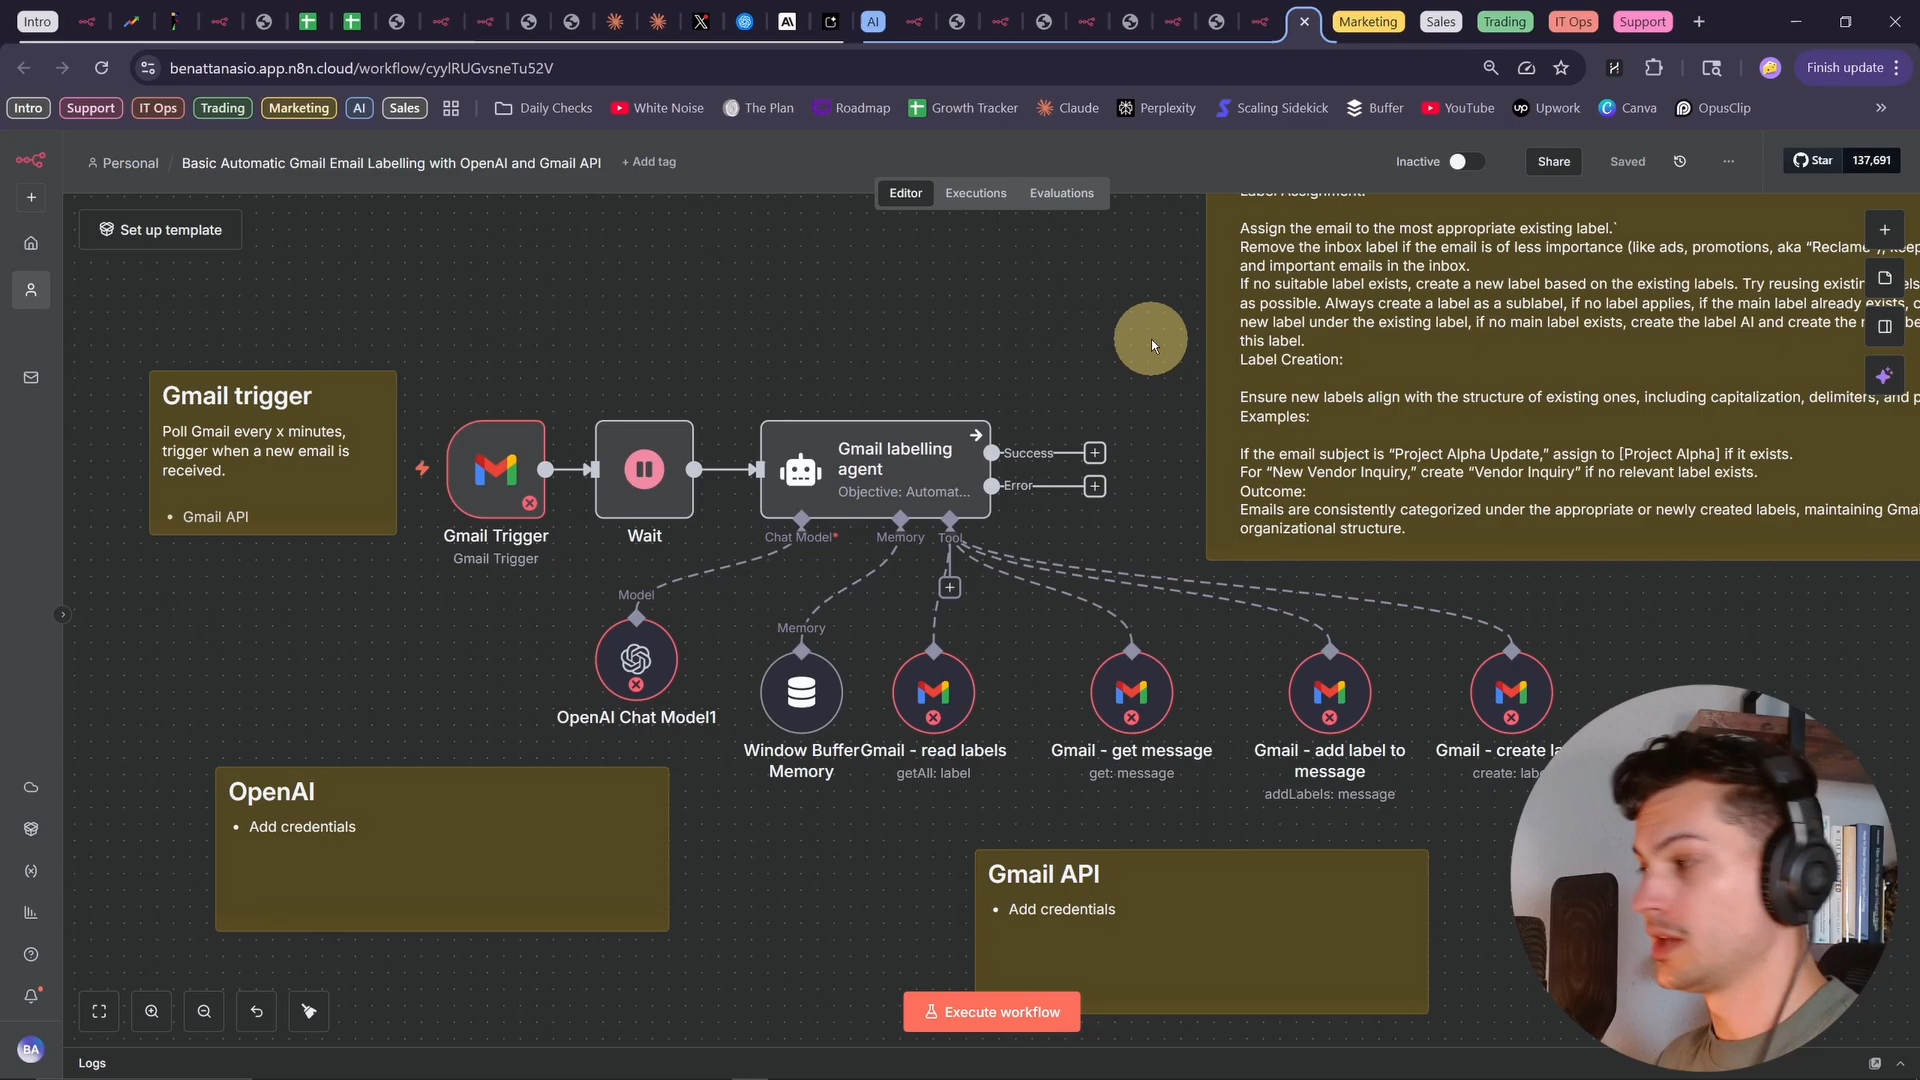 Intro
AI
Marketing
Sales
Trading
IT Ops
Support
benattanasio.app.n8n.cloud/workflow/cyylRUGvsneTu52V
Finish update
Intro
Support
IT Ops
Trading
Marketing
AI
Sales
Daily Checks
White Noise
The Plan
Roadmap
Growth Tracker
Claude
Perplexity
Scaling Sidekick
Buffer
YouTube
Upwork
Canva
OpusClip
Personal / Basic Automatic Gmail Email Labelling with OpenAI and Gmail API
+ Add tag
Inactive
Share
Saved
Star 137,691
Editor
Executions
Evaluations
Set up template
Label Assignment:
Assign the email to the most appropriate existing label.`
Remove the inbox label if the email is of less importance (like ads, promotions, aka “Reclame”), keep
and important emails in the inbox.
If no suitable label exists, create a new label based on the existing labels. Try reusing existing
as possible. Always create a label as a sublabel, if no label applies, if the main label already exists, c
new label under the existing label, if no main label exists, create the label AI and create the
this label.
Label Creation:
Ensure new labels align with the structure of existing ones, including capitalization, delimiters, and p
Examples:
If the email subject is “Project Alpha Update,” assign to [Project Alpha] if it exists.
For “New Vendor Inquiry,” create “Vendor Inquiry” if no relevant label exists.
Outcome:
Emails are consistently categorized under the appropriate or newly created labels, maintaining Gmai
organizational structure.
Gmail trigger
Poll Gmail every x minutes,
trigger when a new email is
received.
• Gmail API
Gmail Trigger
Gmail Trigger
Wait
Gmail labelling
agent
Objective: Automat...
Success
Error
Chat Model*
Memory
Tool
Model
Memory
OpenAI Chat Model1
Window Buffer
Memory
Gmail - read labels
getAll: label
Gmail - get message
get: message
Gmail - add label to
message
addLabels: message
Gmail - create la
create: labe
OpenAI
• Add credentials
Gmail API
• Add credentials
Execute workflow
BA
Logs